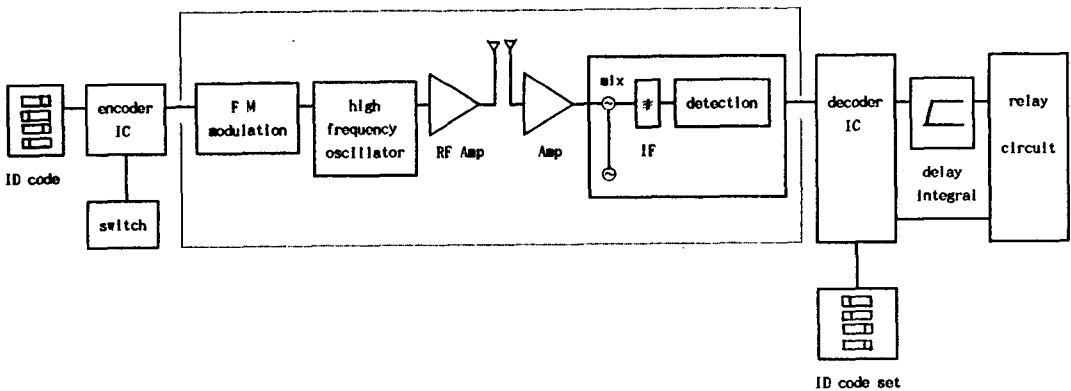 ID code
encoder
IC
switch
F M
modulation
high
frequency
oscillator
RF Amp
Amp
mix
IF
detection
decoder
IC
delay
integral
relay
circuit
ID code set